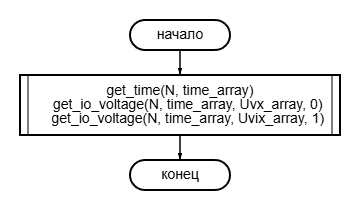 начало
get_time(N, time_array)
get_io_voltage(N, time_array, Uvx_array, 0)
get_io_voltage(N, time_array, Uvix_array, 1)
конец